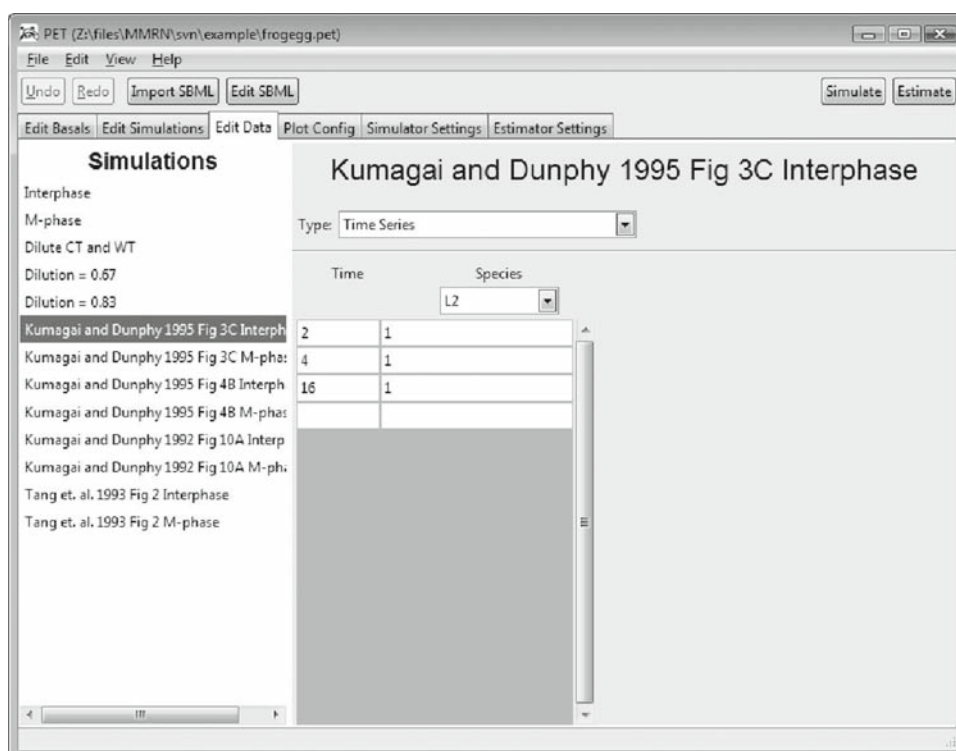 PET (Z:\files\MMRN\svn\example\frogegg.pet)
File Edit View Help
Undo Redo Import SBML Edit SBML Simulate Estimate
Edit Basals Edit Simulations Edit Data Plot Config Simulator Settings Estimator Settings
Simulations
Interphase
M-phase
Dilute CT and WT
Dilution = 0.67
Dilution = 0.83
Kumagai and Dunphy 1995 Fig 3C Interph
Kumagai and Dunphy 1995 Fig 3C M-pha
Kumagai and Dunphy 1995 Fig 4B Interph
Kumagai and Dunphy 1995 Fig 4B M-phas
Kumagai and Dunphy 1992 Fig 10A Interp
Kumagai and Dunphy 1992 Fig 10A M-pha
Tang et. al. 1993 Fig 2 Interphase
Tang et. al. 1993 Fig 2 M-phase
Kumagai and Dunphy 1995 Fig 3C Interphase
Type: Time Series
Time Species
L2
2 1
4 1
16 1